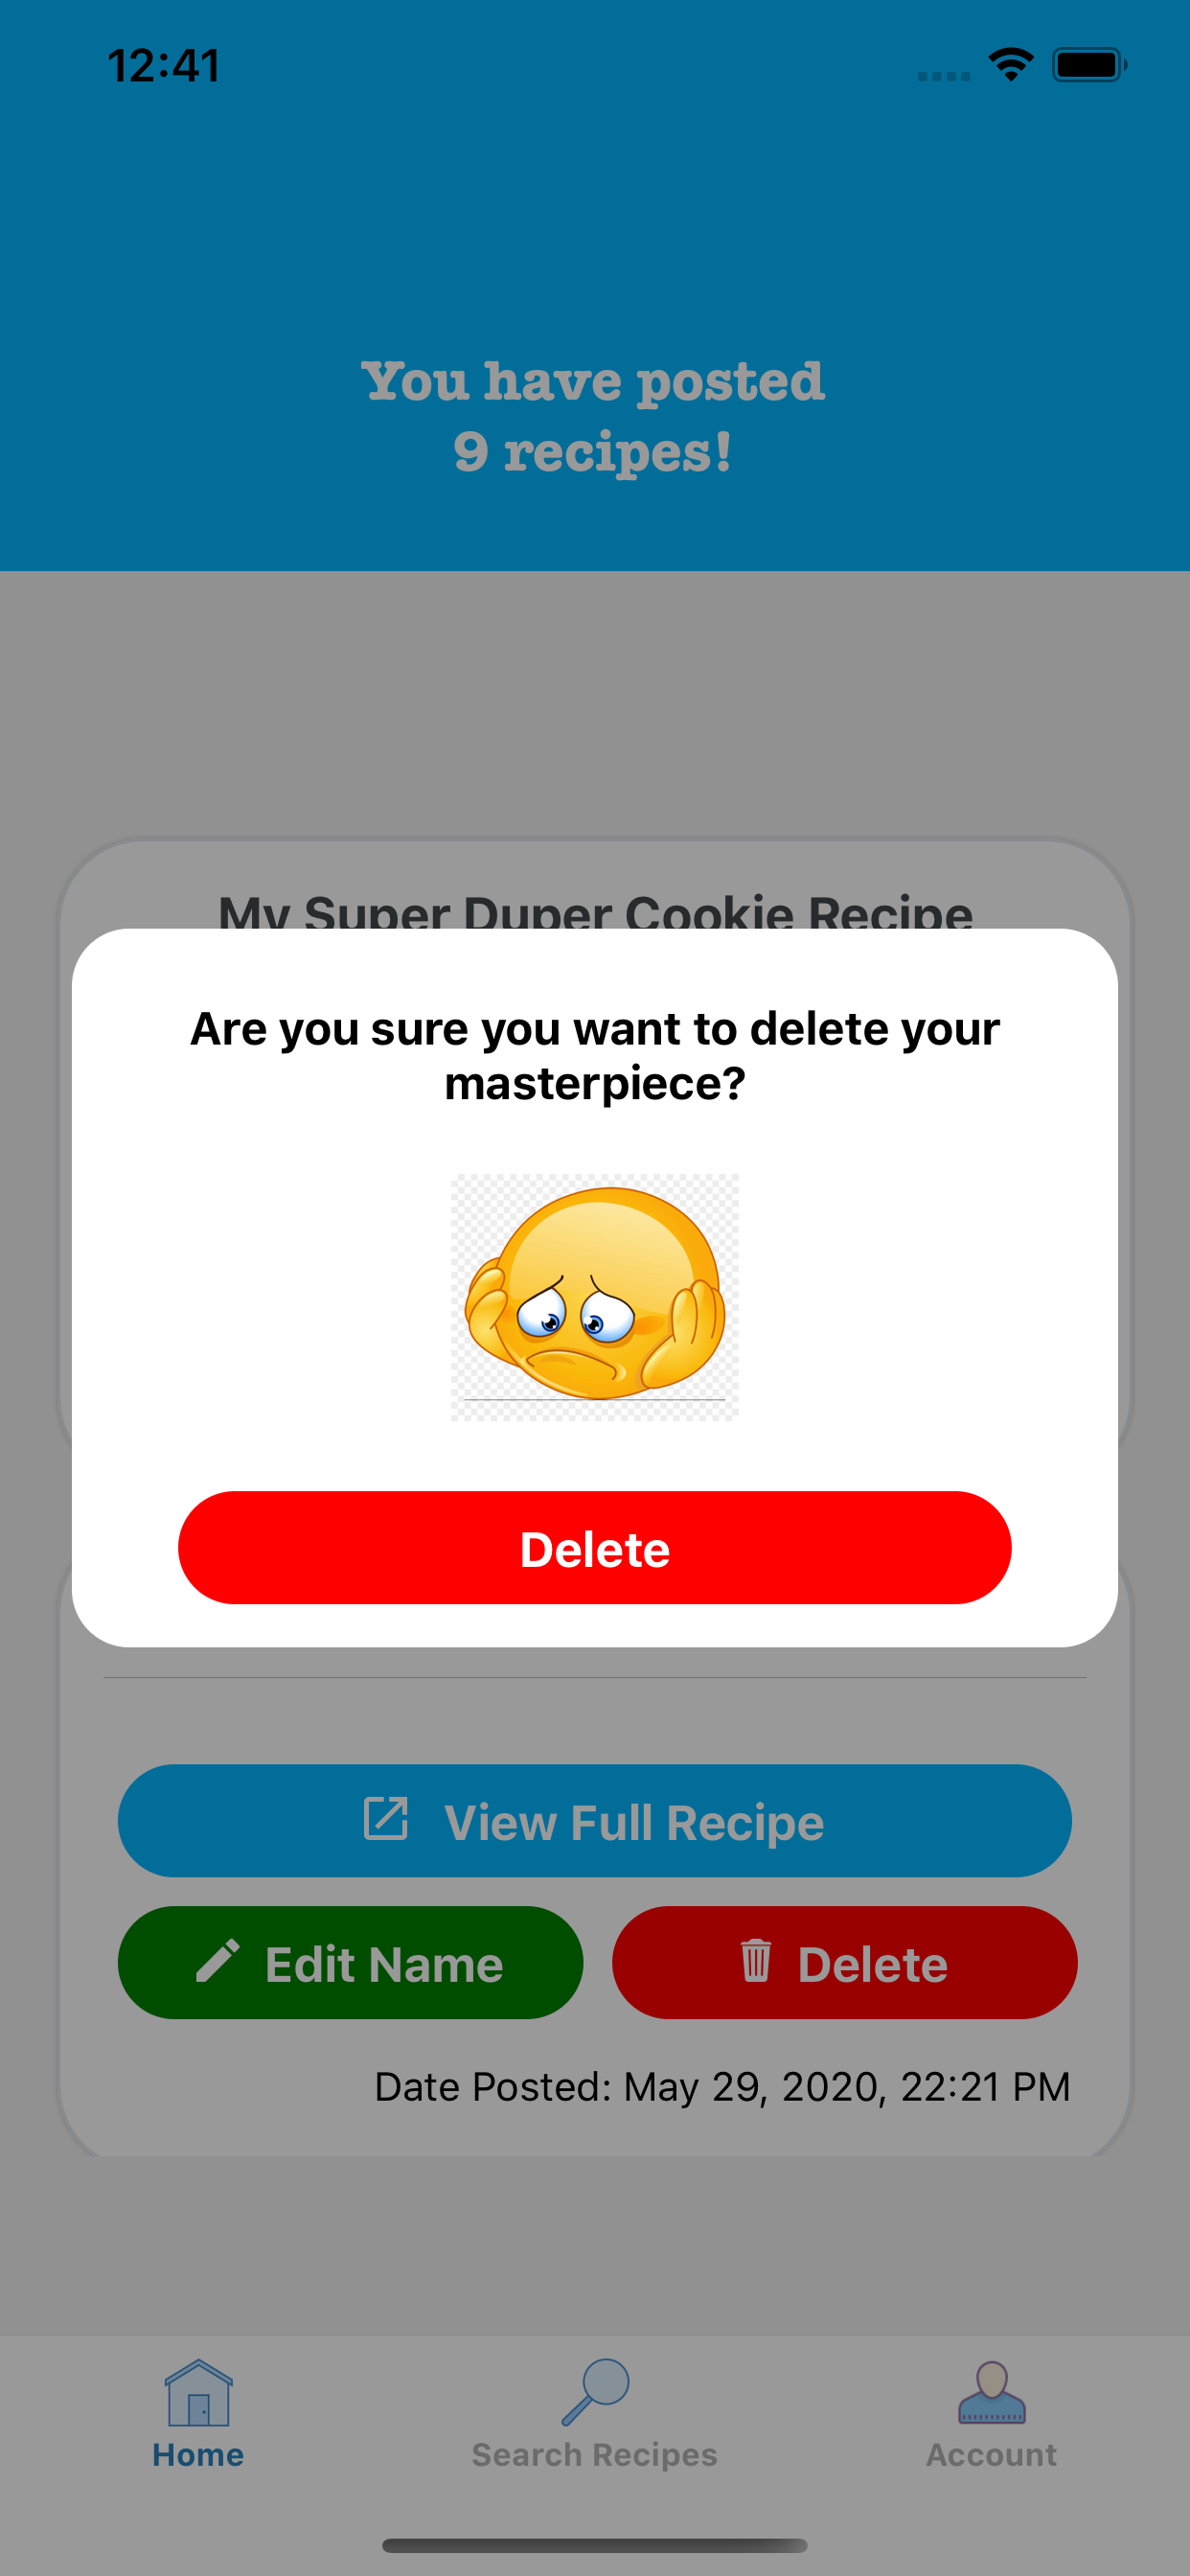 12:41
You have posted
9 recipes!
My Super Duper Cookie Recipe
Are you sure you want to delete your
masterpiece?
Delete
View Full Recipe
Edit Name
Delete
Date Posted: May 29, 2020, 22:21 PM
Home
Search Recipes
Account